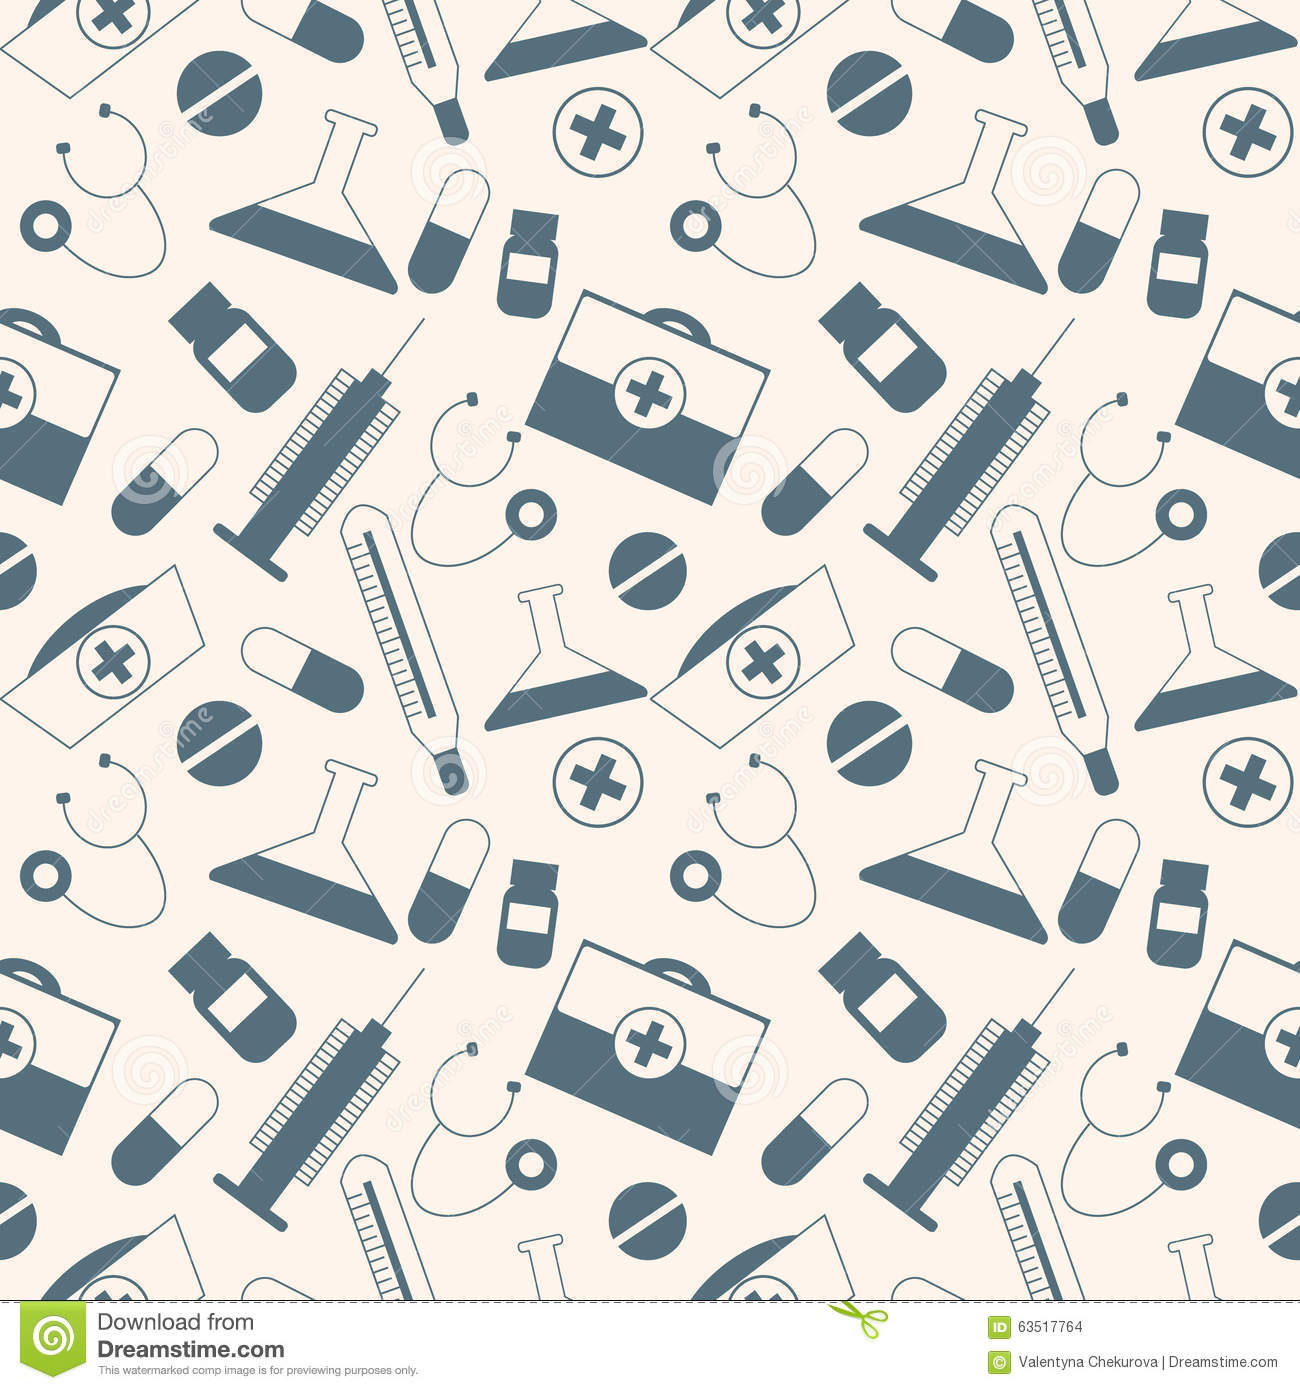 Download from
Dreamstime.com
This watermarked comp image is for previewing purposes only.
ID 63517764
© Valentyna Chekurova | Dreamstime.com